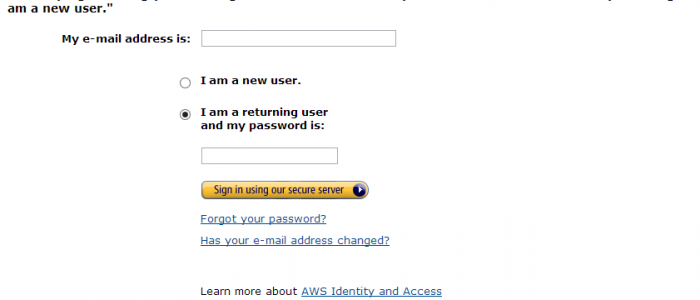 am a new user."
My e-mail address is:
I am a new user.
I am a returning user
and my password is:
Sign in using our secure server
Forgot your password?
Has your e-mail address changed?
Learn more about AWS Identity and Access